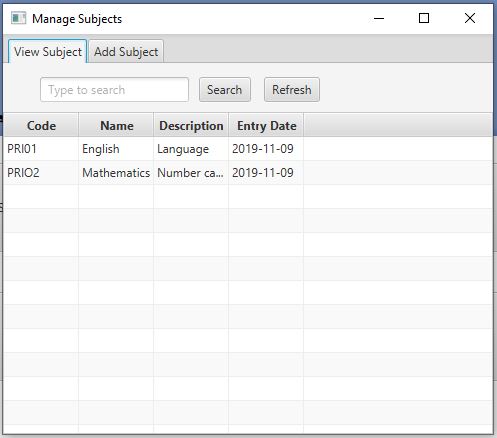 Manage Subjects
View Subject Add Subject
Type to search Search Refresh
Code Name Description Entry Date
PRI01 English Language 2019-11-09
PRIO2 Mathematics Number ca... 2019-11-09